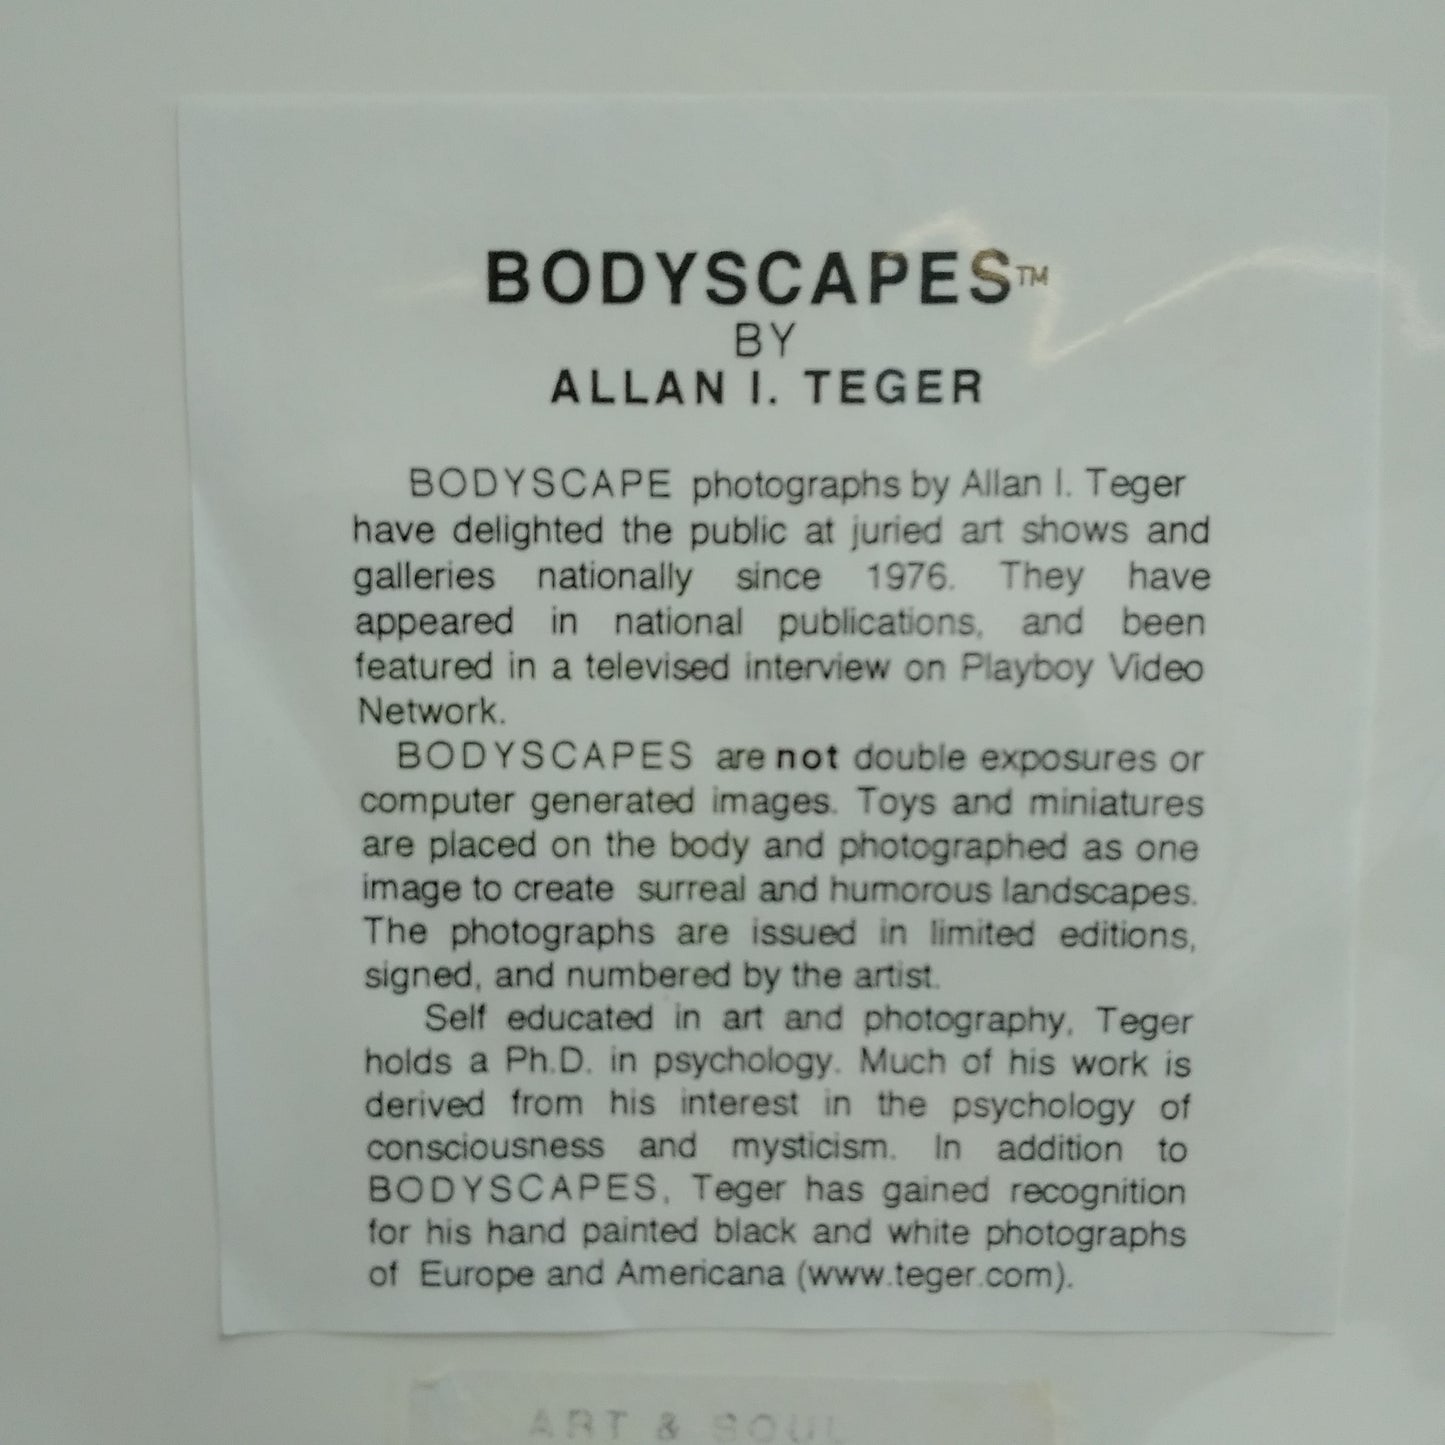 BODYSCAPES™
BY
ALLAN I. TEGER
BODYSCAPE photographs by Allan I. Teger
have delighted the public at juried art shows and
galleries nationally since 1976. They have
appeared in national publications, and been
featured in a televised interview on Playboy Video
Network.
BODYSCAPES are not double exposures or
computer generated images. Toys and miniatures
are placed on the body and photographed as one
image to create surreal and humorous landscapes.
The photographs are issued in limited editions,
signed, and numbered by the artist.
Self educated in art and photography, Teger
holds a Ph.D. in psychology. Much of his work is
derived from his interest in the psychology of
consciousness and mysticism. In addition to
BODYSCAPES, Teger has gained recognition
for his hand painted black and white photographs
of Europe and Americana (www.teger.com).
ART & SOUL